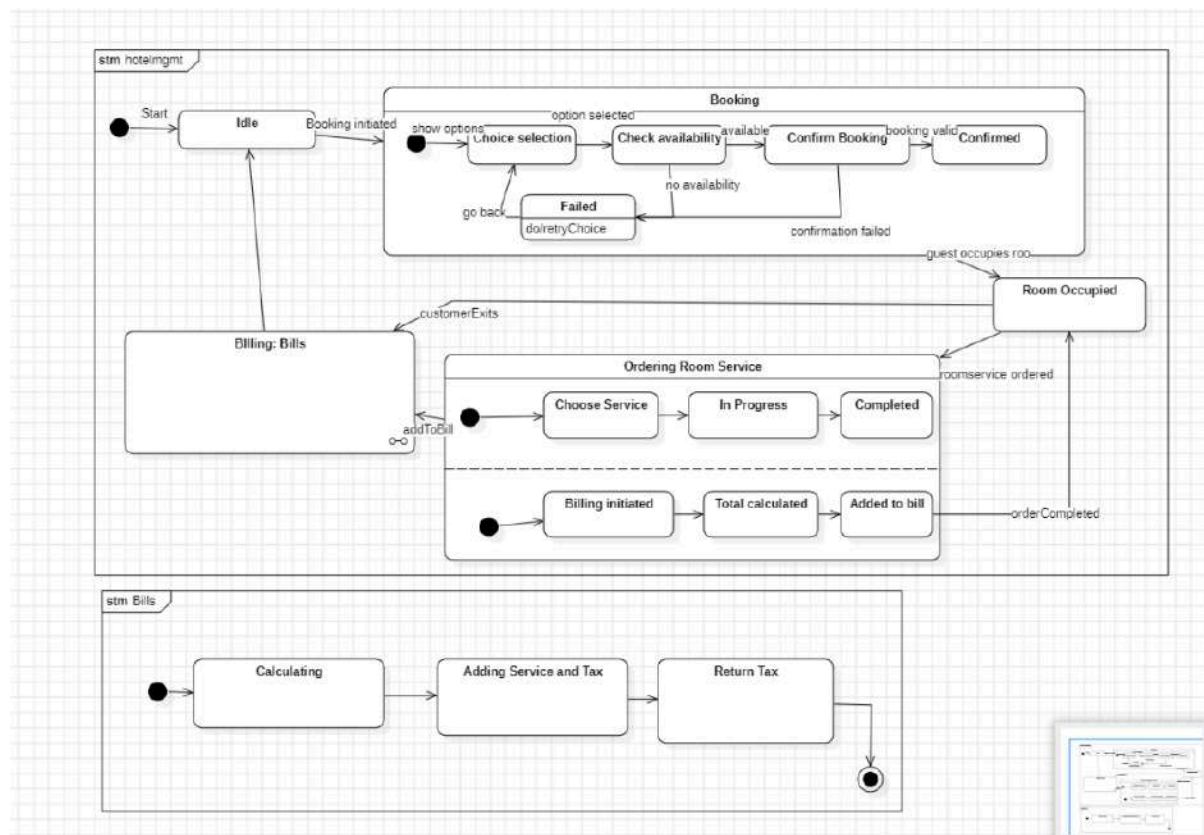 stm hotelmgmt
Start
Idle
Booking initiated
Booking
show options
option selected
Choice selection
Check availability
available
Confirm Booking
booking valid
Confirmed
no availability
go back
Failed
do/retryChoice
confirmation failed
guest occupies roo
Room Occupied
customerExits
BIlling: Bills
Ordering Room Service
roomservice ordered
Choose Service
In Progress
Completed
addToBill
Billing initiated
Total calculated
Added to bill
orderCompleted
stm Bills
Calculating
Adding Service and Tax
Return Tax